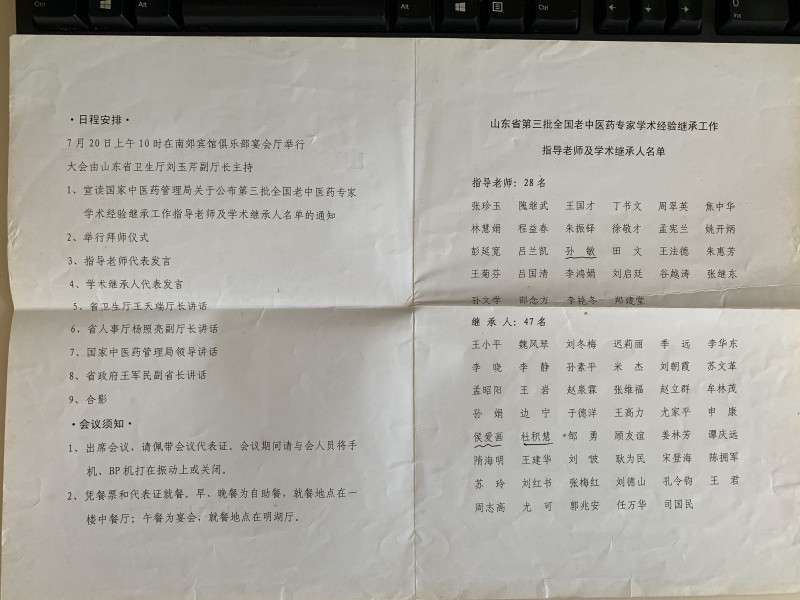 Ctrl
Alt
Alt
Ctrl
0
Ins
·日程安排·
7月20日上午10时在南郊宾馆俱乐部宴会厅举行
大会由山东省卫生厅刘玉芹副厅长主持
1、宣读国家中医药管理局关于公布第三批全国老中医药专家
学术经验继承工作指导老师及学术继承人名单的通知
2、举行拜师仪式
3、指导老师代表发言
4、学术继承人代表发言
5、省卫生厅王天瑞厅长讲话
6、省人事厅杨照亮副厅长讲话
7、国家中医药管理局领导讲话
8、省政府王军民副省长讲话
9、合影
·会议须知·
1、出席会议，请佩带会议代表证。会议期间请与会人员将手
机、BP机打在振动上或关闭。
2、凭餐票和代表证就餐。早、晚餐为自助餐，就餐地点在一
楼中餐厅；午餐为宴会，就餐地点在明湖厅。
山东省第三批全国老中医药专家学术经验继承工作
指导老师及学术继承人名单
指导老师：28名
张珍玉 隗继武 王国才 丁书文 周翠英 焦中华
林慧娟 程益春 朱振铎 徐敬才 孟宪兰 姚开炳
彭延宽 吕兰凯 孙敏 田文 王法德 朱惠芳
王菊芬 吕国清 李鸿娟 刘启廷 谷越涛 张继东
孙文学 邵念方 李艳冬 郑建堂
继承人：47名
王小平 魏凤琴 刘冬梅 迟莉丽 季远 李华东
李晓 李静 孙素平 米杰 刘朝霞 苏文革
孟昭阳 王岩 赵泉霖 张维福 赵立群 牟林茂
孙娟 边宁 于德洋 王高力 尤家平 申康
侯爱画 杜积慧 邹勇 顾友谊 姜林芳 谭庆远
隋海明 王建华 刘 耿为民 宋登海 陈拥军
苏玲 刘红书 张梅红 刘德山 孔令钧 王君
周志高 尤可 郭兆安 任万华 司国民